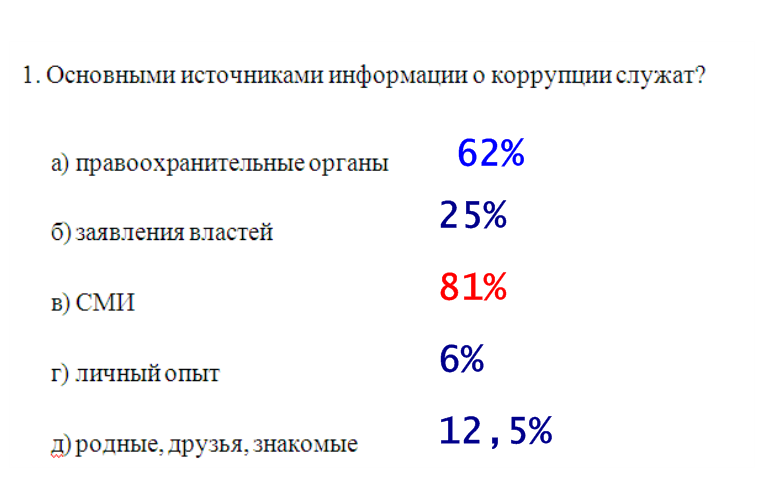 1. Основными источниками информации о коррупции служат?
а) правоохранительные органы 62%
б) заявления властей 25%
в) СМИ 81%
г) личный опыт 6%
д) родные, друзья, знакомые 12,5%